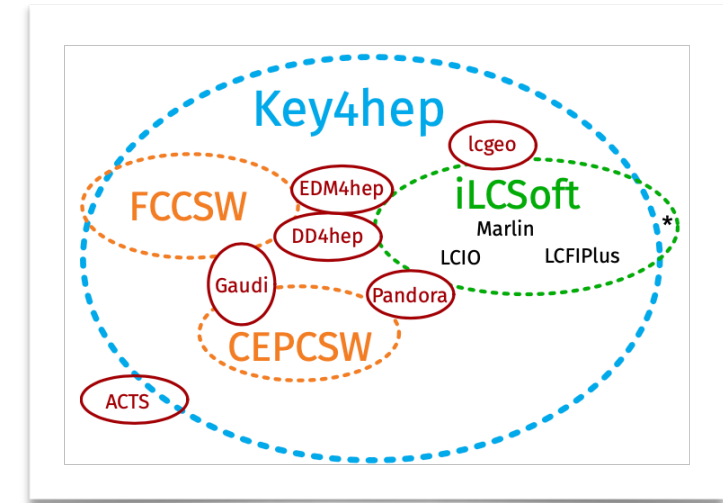 Key4hep
lcgeo
EDM4hep
iLCSoft
FCCSW
Marlin
*
DD4hep
LCIO
LCFIPlus
Gaudi
Pandora
CEPCSW
ACTS